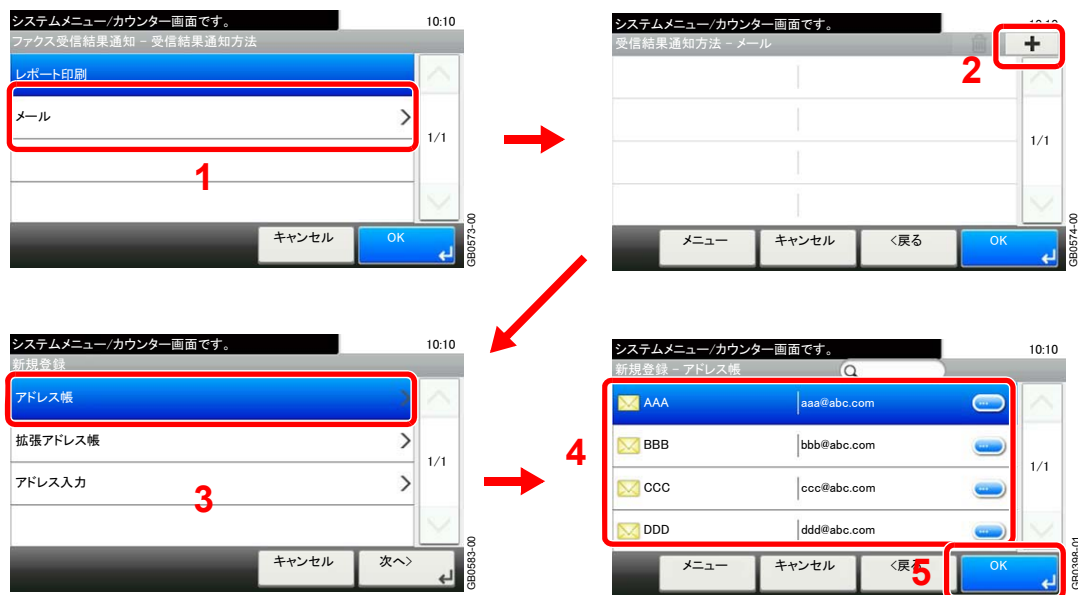 システムメニュー/カウンター画面です。
10:10
ファクス受信結果通知 - 受信結果通知方法
レポート印刷
メール
1/1
1
キャンセル
OK
GB0573-00
システムメニュー/カウンター画面です。
10:10
受信結果通知方法 - メール
+
2
1/1
メニュー
キャンセル
<戻る
OK
GB0574-00
システムメニュー/カウンター画面です。
10:10
新規登録
アドレス帳
拡張アドレス帳
1/1
アドレス入力
3
キャンセル
次へ>
GB0583-00
システムメニュー/カウンター画面です。
10:10
新規登録 - アドレス帳
AAA aaa@abc.com
BBB bbb@abc.com
4
1/1
CCC ccc@abc.com
DDD ddd@abc.com
メニュー
キャンセル
<戻る
5
OK
GB0398-01